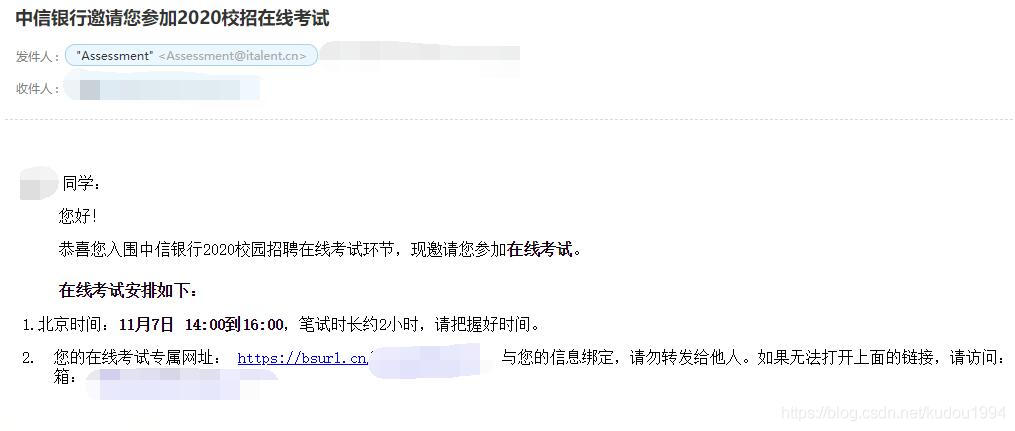 中信银行邀请您参加2020校招在线考试
发件人： "Assessment" <Assessment@italent.cn>
收件人：
同学：
您好！
恭喜您入围中信银行2020校园招聘在线考试环节，现邀请您参加在线考试。
在线考试安排如下：
1.北京时间：11月7日 14:00到16:00，笔试时长约2小时，请把握好时间。
2. 您的在线考试专属网址： https://bsurl.cn 与您的信息绑定，请勿转发给他人。如果无法打开上面的链接，请访问：
箱：
https://blog.csdn.net/kudou1994